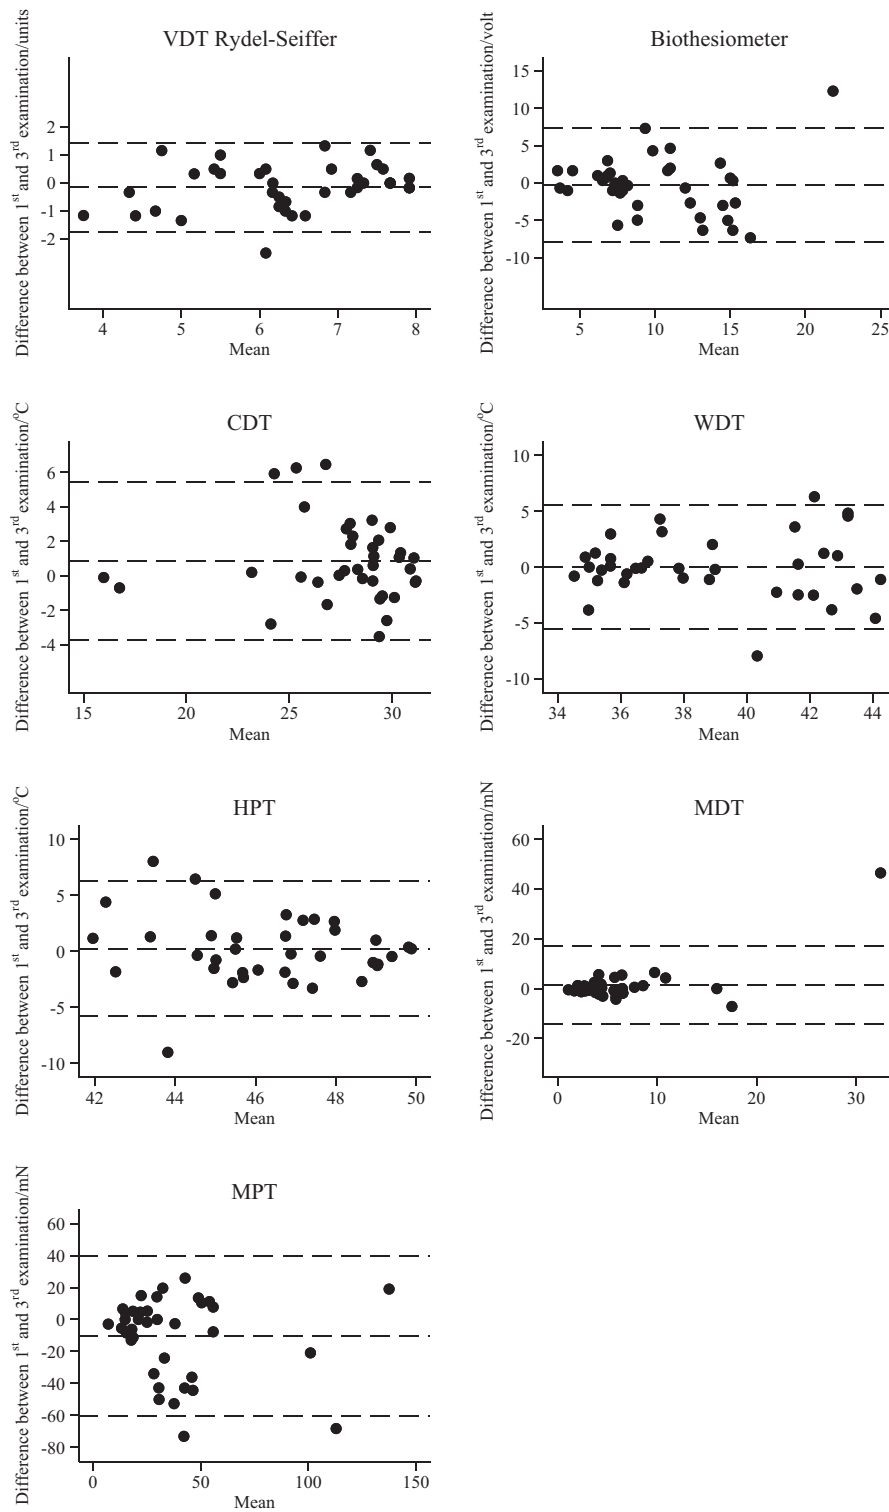 VDT Rydel-Seiffer
Difference between 1st and 3rd examination/units
2
1
0
-1
-2
4 5 6 7 8
Mean
Biothesiometer
Difference between 1st and 3rd examination/volt
15
10
5
0
-5
-10
5 10 15 20 25
Mean
CDT
Difference between 1st and 3rd examination/°C
6
4
2
0
-2
-4
15 20 25 30
Mean
WDT
Difference between 1st and 3rd examination/°C
10
5
0
-5
-10
34 36 38 40 42 44
Mean
HPT
Difference between 1st and 3rd examination/°C
10
5
0
-5
-10
42 44 46 48 50
Mean
MDT
Difference between 1st and 3rd examination/mN
60
40
20
0
-20
0 10 20 30
Mean
MPT
Difference between 1st and 3rd examination/mN
60
40
20
0
-20
-40
-60
-80
0 50 100 150
Mean